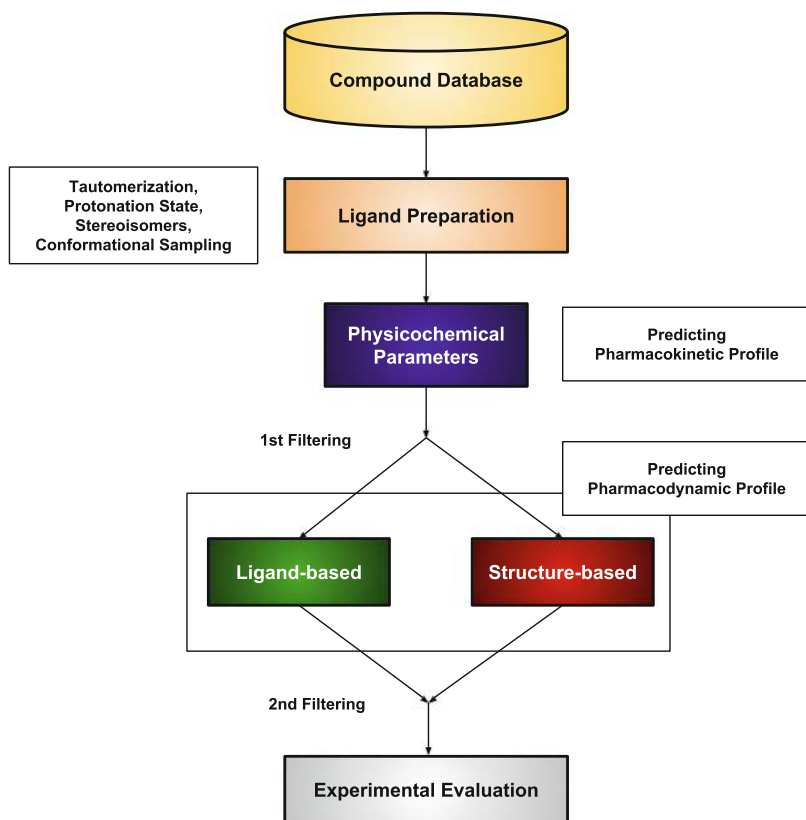 Compound Database
Tautomerization,
Protonation State,
Stereoisomers,
Conformational Sampling
Ligand Preparation
Physicochemical
Parameters
Predicting
Pharmacokinetic Profile
1st Filtering
Predicting
Pharmacodynamic Profile
Ligand-based
Structure-based
2nd Filtering
Experimental Evaluation